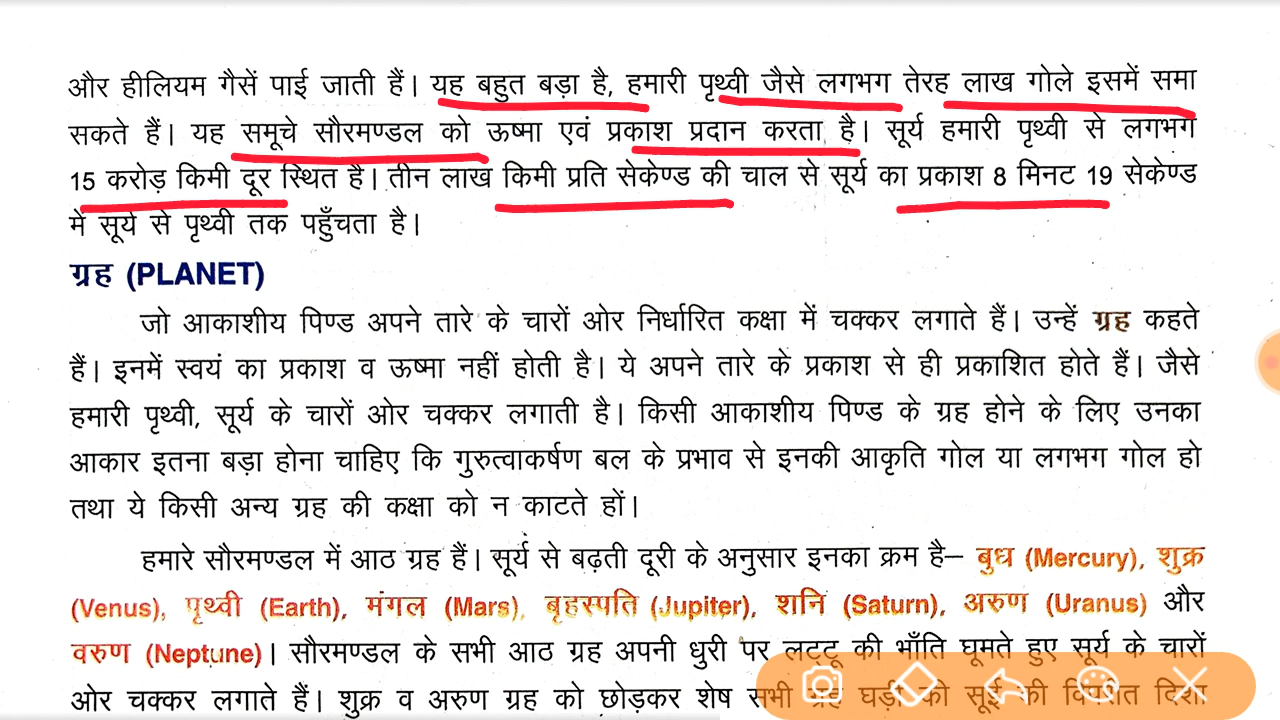 और हीलियम गैसें पाई जाती हैं। यह बहुत बड़ा है, हमारी पृथ्वी जैसे लगभग तेरह लाख गोले इसमें समा
सकते हैं। यह समूचे सौरमण्डल को ऊष्मा एवं प्रकाश प्रदान करता है। सूर्य हमारी पृथ्वी से लगभग
15 करोड़ किमी दूर स्थित है। तीन लाख किमी प्रति सेकेण्ड की चाल से सूर्य का प्रकाश 8 मिनट 19 सेकेण्ड
में सूर्य से पृथ्वी तक पहुँचता है।
ग्रह (PLANET)
जो आकाशीय पिण्ड अपने तारे के चारों ओर निर्धारित कक्षा में चक्कर लगाते हैं। उन्हें ग्रह कहते
हैं। इनमें स्वयं का प्रकाश व ऊष्मा नहीं होती है। ये अपने तारे के प्रकाश से ही प्रकाशित होते हैं। जैसे
हमारी पृथ्वी, सूर्य के चारों ओर चक्कर लगाती है। किसी आकाशीय पिण्ड के ग्रह होने के लिए उनका
आकार इतना बड़ा होना चाहिए कि गुरुत्वाकर्षण बल के प्रभाव से इनकी आकृति गोल या लगभग गोल हो
तथा ये किसी अन्य ग्रह की कक्षा को न काटते हों।
हमारे सौरमण्डल में आठ ग्रह हैं। सूर्य से बढ़ती दूरी के अनुसार इनका क्रम है– बुध (Mercury), शुक्र
(Venus), पृथ्वी (Earth), मंगल (Mars), बृहस्पति (Jupiter), शनि (Saturn), अरुण (Uranus) और
वरुण (Neptune)। सौरमण्डल के सभी आठ ग्रह अपनी धुरी पर लट्टू की भाँति घूमते हुए सूर्य के चारों
ओर चक्कर लगाते हैं। शुक्र व अरुण ग्रह को छोड़कर शेष सभी ग्रह घड़ी की सूई की विपरीत दिशा